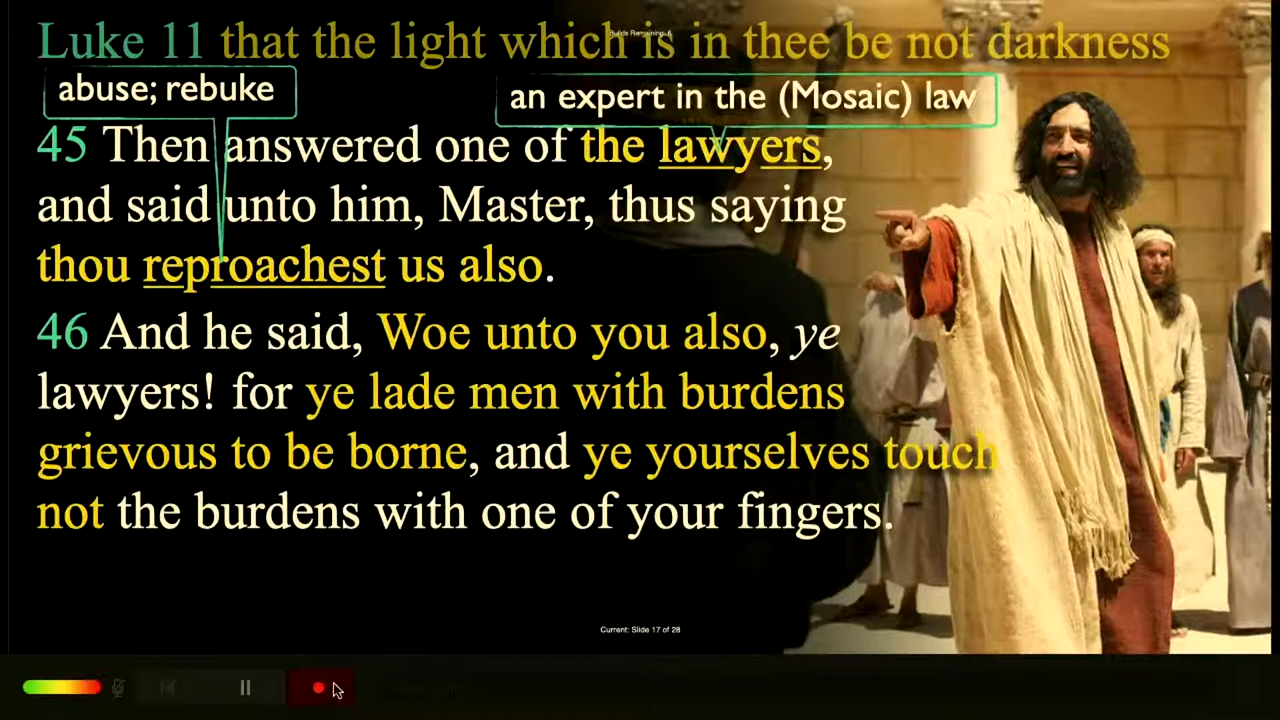 Builds Remaining: 6
Luke 11 that the light which is in thee be not darkness
abuse; rebuke
an expert in the (Mosaic) law
45 Then answered one of the lawyers,
and said unto him, Master, thus saying
thou reproachest us also.
46 And he said, Woe unto you also, ye
lawyers! for ye lade men with burdens
grievous to be borne, and ye yourselves touch
not the burdens with one of your fingers.
Current: Slide 17 of 28